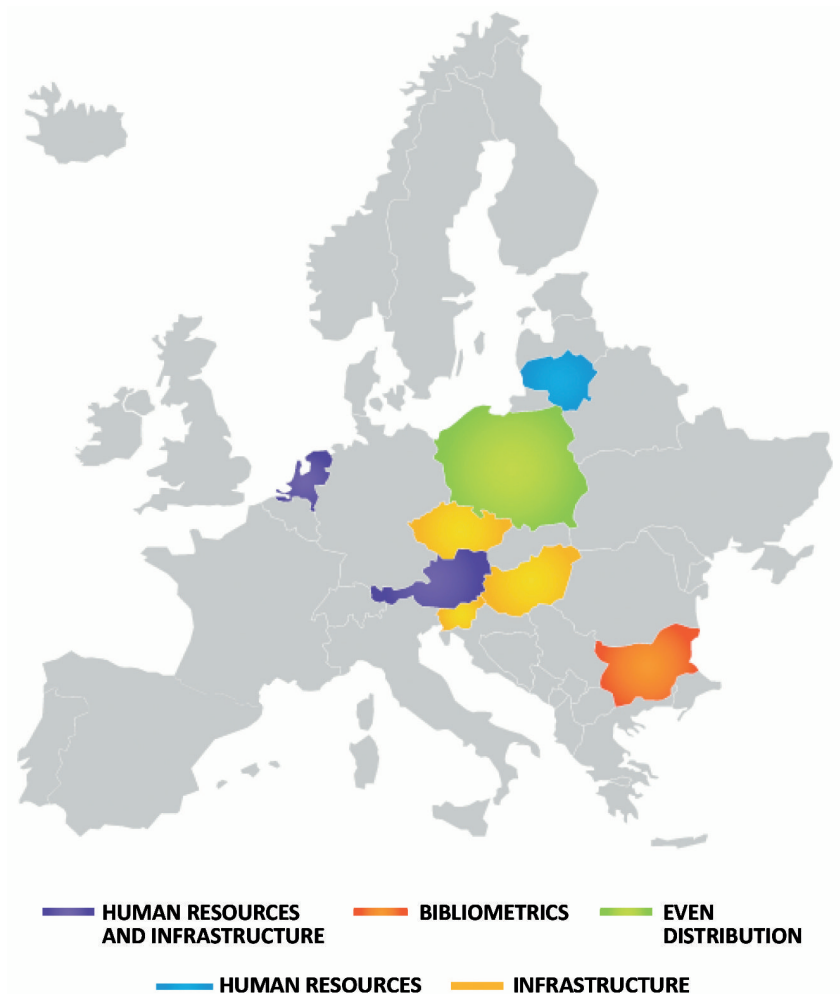 HUMAN RESOURCES
AND INFRASTRUCTURE
BIBLIOMETRICS
EVEN
DISTRIBUTION
HUMAN RESOURCES
INFRASTRUCTURE